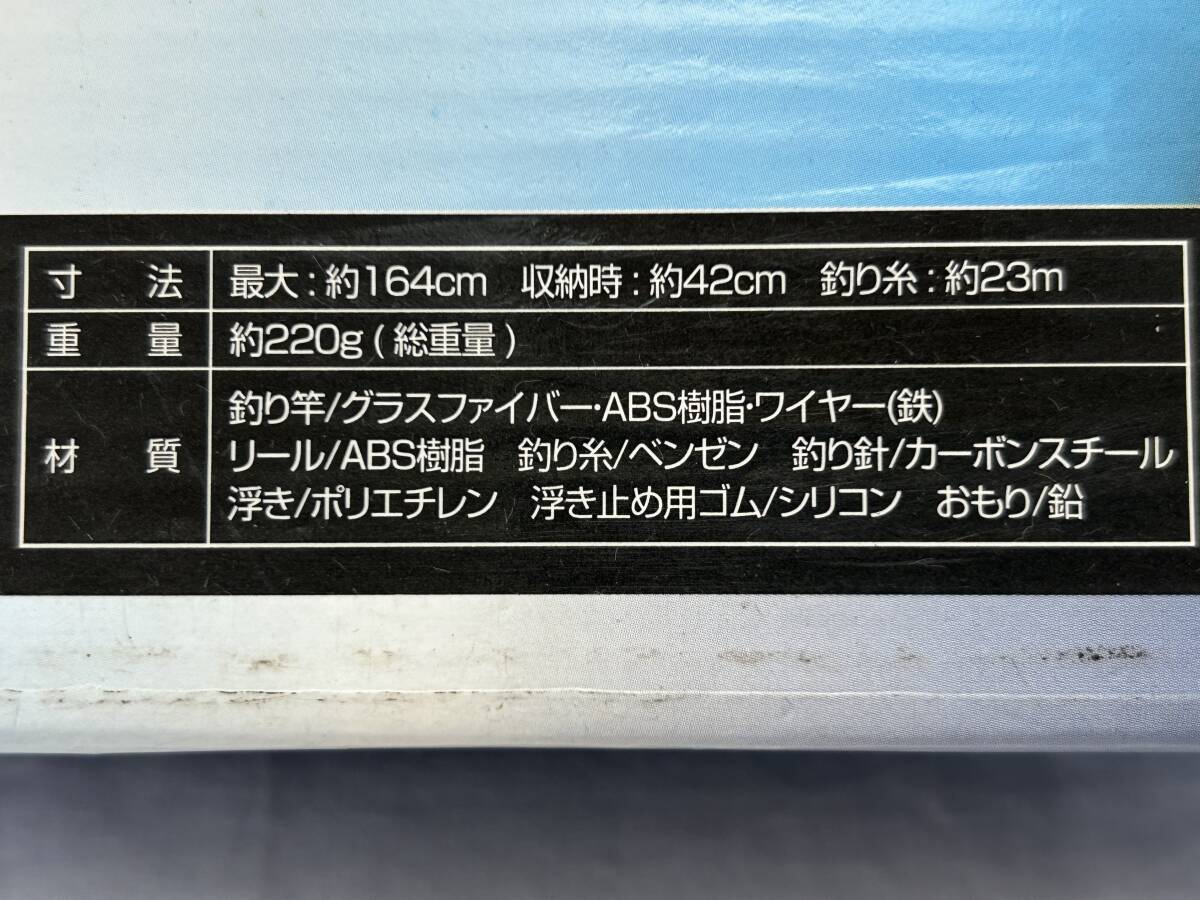 寸法 最大：約164cm 収納時：約42cm 釣り糸：約23m
重量 約220g（総重量）
釣り竿/グラスファイバー・ABS樹脂・ワイヤー(鉄)
材質 リール/ABS樹脂 釣り糸/ベンゼン 釣り針/カーボンスチール
浮き/ポリエチレン 浮き止め用ゴム/シリコン おもり/鉛